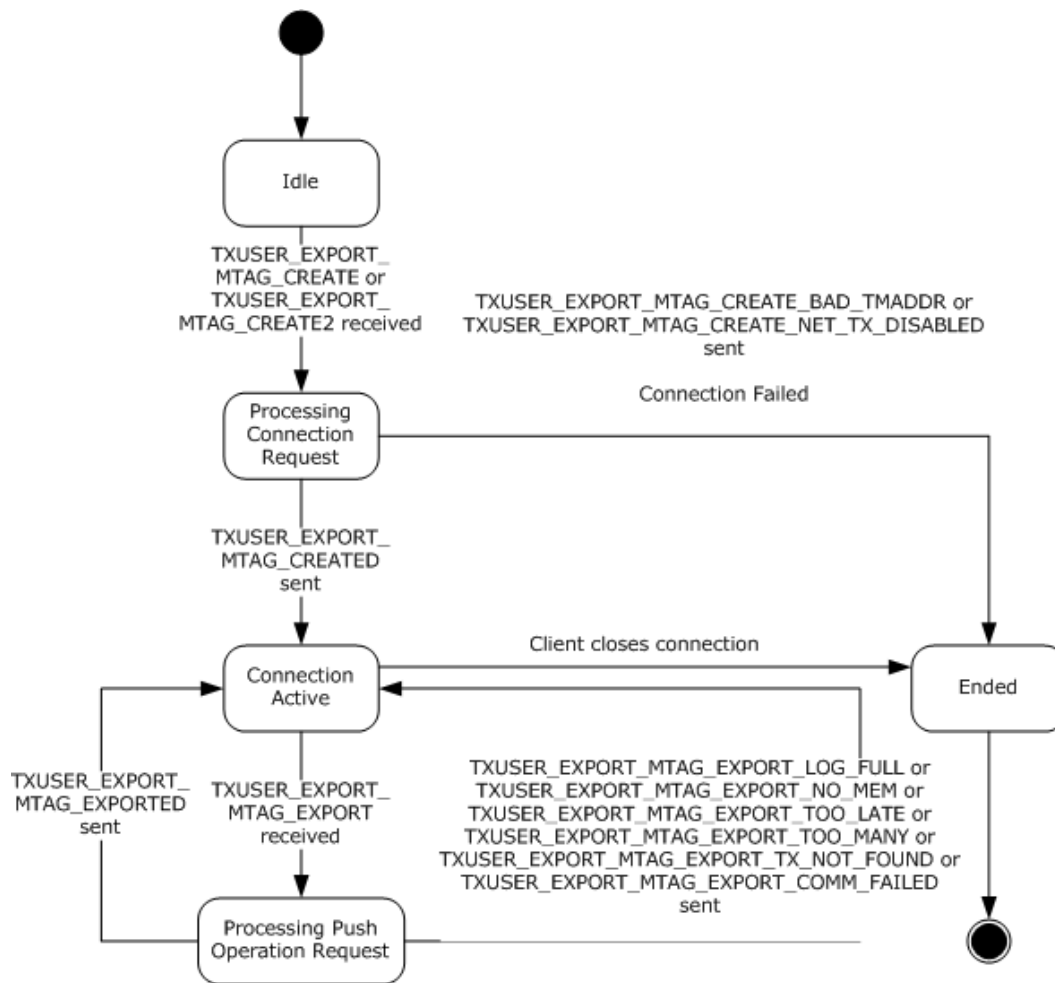 Idle
TXUSER_EXPORT_
MTAG_CREATE or
TXUSER_EXPORT_
MTAG_CREATE2 received
TXUSER_EXPORT_MTAG_CREATE_BAD_TMADDR or
TXUSER_EXPORT_MTAG_CREATE_NET_TX_DISABLED
sent
Connection Failed
Processing
Connection
Request
TXUSER_EXPORT_
MTAG_CREATED
sent
Client closes connection
Connection
Active
Ended
TXUSER_EXPORT_
MTAG_EXPORTED
sent
TXUSER_EXPORT_
MTAG_EXPORT
received
TXUSER_EXPORT_MTAG_EXPORT_LOG_FULL or
TXUSER_EXPORT_MTAG_EXPORT_NO_MEM or
TXUSER_EXPORT_MTAG_EXPORT_TOO_LATE or
TXUSER_EXPORT_MTAG_EXPORT_TOO_MANY or
TXUSER_EXPORT_MTAG_EXPORT_TX_NOT_FOUND or
TXUSER_EXPORT_MTAG_EXPORT_COMM_FAILED
sent
Processing Push
Operation Request